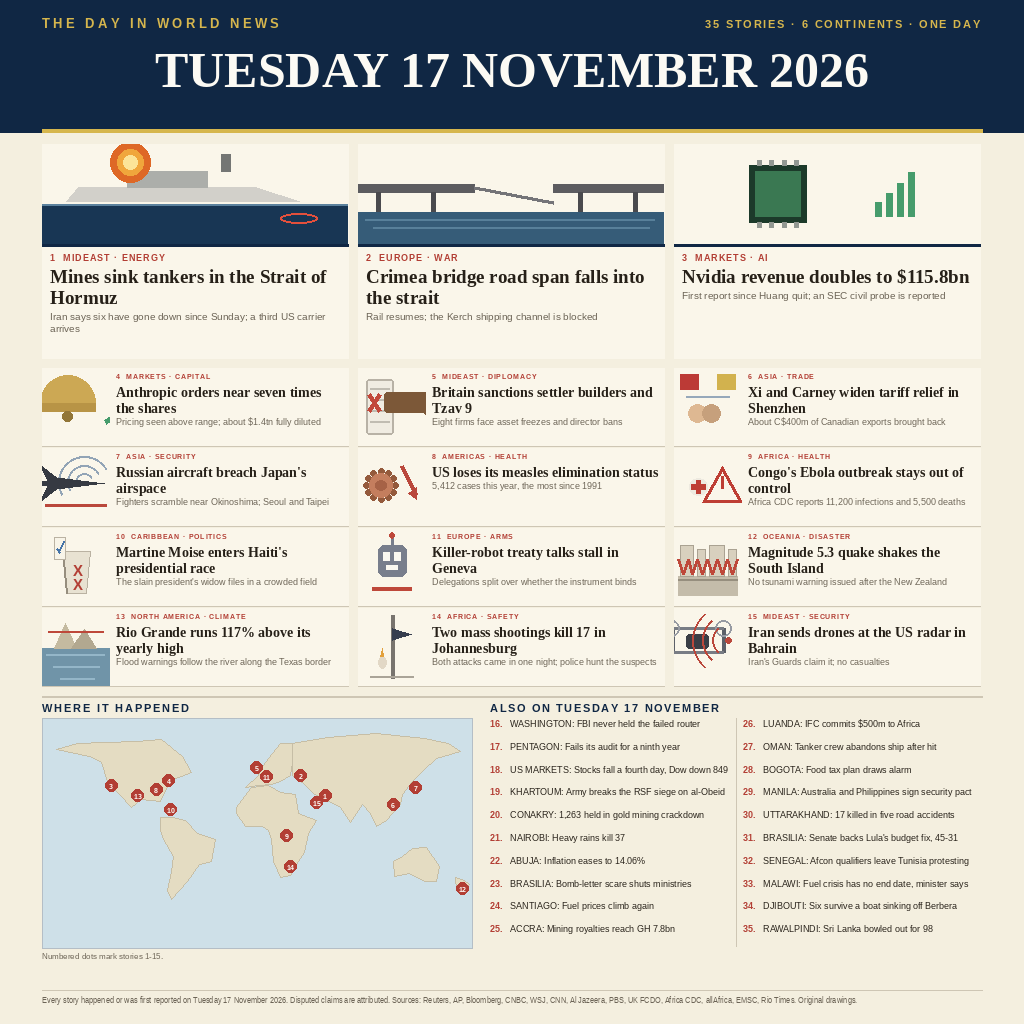 THE DAY IN WORLD NEWS
35 STORIES · 6 CONTINENTS · ONE DAY
TUESDAY 17 NOVEMBER 2026
1 MIDEAST · ENERGY
Mines sink tankers in the Strait of
Hormuz
Iran says six have gone down since Sunday; a third US carrier
arrives
2 EUROPE · WAR
Crimea bridge road span falls into
the strait
Rail resumes; the Kerch shipping channel is blocked
3 MARKETS · AI
Nvidia revenue doubles to $115.8bn
First report since Huang quit; an SEC civil probe is reported
4 MARKETS · CAPITAL
Anthropic orders near seven times
the shares
Pricing seen above range; about $1.4tn fully diluted
5 MIDEAST · DIPLOMACY
Britain sanctions settler builders and
Tzav 9
Eight firms face asset freezes and director bans
6 ASIA · TRADE
Xi and Carney widen tariff relief in
Shenzhen
About C$400m of Canadian exports brought back
7 ASIA · SECURITY
Russian aircraft breach Japan's
airspace
Fighters scramble near Okinoshima; Seoul and Taipei
8 AMERICAS · HEALTH
US loses its measles elimination status
5,412 cases this year, the most since 1991
9 AFRICA · HEALTH
Congo's Ebola outbreak stays out of
control
Africa CDC reports 11,200 infections and 5,500 deaths
10 CARIBBEAN · POLITICS
Martine Moise enters Haiti's
presidential race
The slain president's widow files in a crowded field
X
X
11 EUROPE · ARMS
Killer-robot treaty talks stall in
Geneva
Delegations split over whether the instrument binds
12 OCEANIA · DISASTER
Magnitude 5.3 quake shakes the
South Island
No tsunami warning issued after the New Zealand
13 NORTH AMERICA · CLIMATE
Rio Grande runs 117% above its
yearly high
Flood warnings follow the river along the Texas border
14 AFRICA · SAFETY
Two mass shootings kill 17 in
Johannesburg
Both attacks came in one night; police hunt the suspects
15 MIDEAST · SECURITY
Iran sends drones at the US radar in
Bahrain
Iran's Guards claim it; no casualties
WHERE IT HAPPENED
3
13
8
4
10
5
11
2
15
1
6
7
9
14
12
Numbered dots mark stories 1-15.
ALSO ON TUESDAY 17 NOVEMBER
16. WASHINGTON: FBI never held the failed router
17. PENTAGON: Fails its audit for a ninth year
18. US MARKETS: Stocks fall a fourth day, Dow down 849
19. KHARTOUM: Army breaks the RSF siege on al-Obeid
20. CONAKRY: 1,263 held in gold mining crackdown
21. NAIROBI: Heavy rains kill 37
22. ABUJA: Inflation eases to 14.06%
23. BRASILIA: Bomb-letter scare shuts ministries
24. SANTIAGO: Fuel prices climb again
25. ACCRA: Mining royalties reach GH 7.8bn
26. LUANDA: IFC commits $500m to Africa
27. OMAN: Tanker crew abandons ship after hit
28. BOGOTA: Food tax plan draws alarm
29. MANILA: Australia and Philippines sign security pact
30. UTTARAKHAND: 17 killed in five road accidents
31. BRASILIA: Senate backs Lula's budget fix, 45-31
32. SENEGAL: Afcon qualifiers leave Tunisia protesting
33. MALAWI: Fuel crisis has no end date, minister says
34. DJIBOUTI: Six survive a boat sinking off Berbera
35. RAWALPINDI: Sri Lanka bowled out for 98
Every story happened or was first reported on Tuesday 17 November 2026. Disputed claims are attributed. Sources: Reuters, AP, Bloomberg, CNBC, WSJ, CNN, Al Jazeera, PBS, UK FCDO, Africa CDC, allAfrica, EMSC, Rio Times. Original drawings.